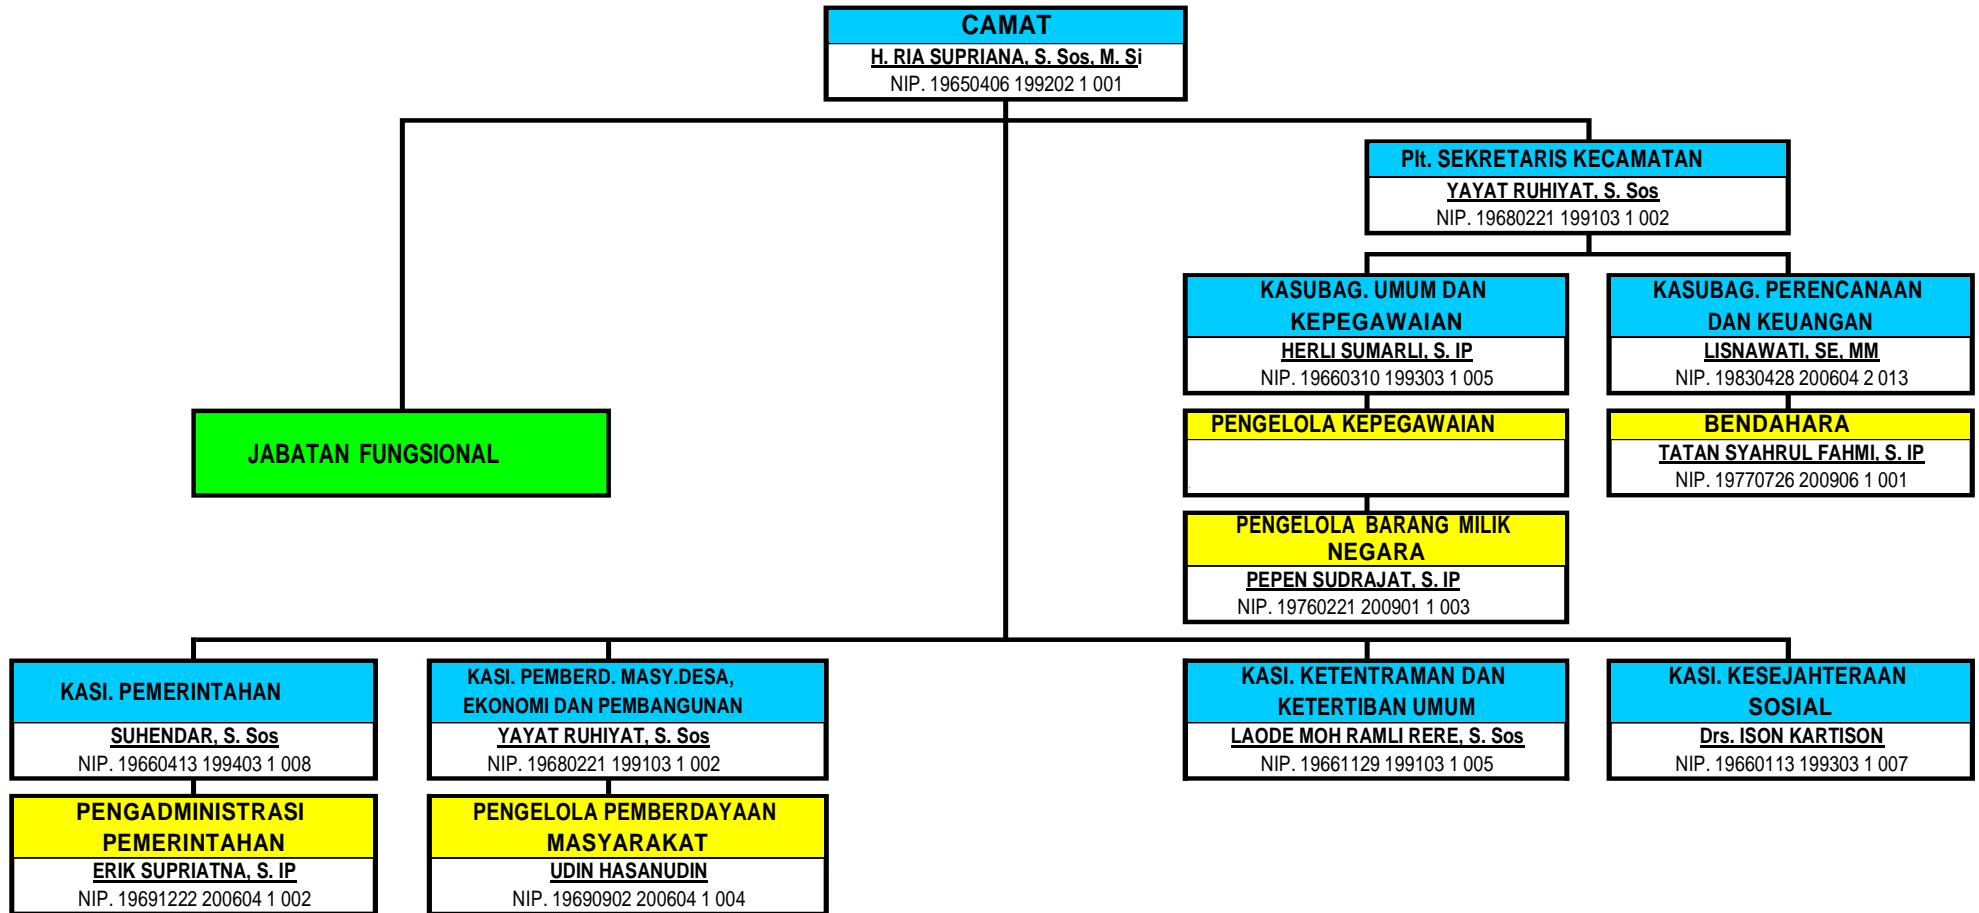 CAMAT
H. RIA SUPRIANA, S. Sos, M. Si
NIP. 19650406 199202 1 001
Plt. SEKRETARIS KECAMATAN
YAYAT RUHIYAT, S. Sos
NIP. 19680221 199103 1 002
KASUBAG. UMUM DAN
KEPEGAWAIAN
HERLI SUMARLI, S. IP
NIP. 19660310 199303 1 005
KASUBAG. PERENCANAAN
DAN KEUANGAN
LISNAWATI, SE, MM
NIP. 19830428 200604 2 013
JABATAN FUNGSIONAL
PENGELOLA KEPEGAWAIAN
BENDAHARA
TATAN SYAHRUL FAHMI, S. IP
NIP. 19770726 200906 1 001
PENGELOLA BARANG MILIK
NEGARA
PEPEN SUDRAJAT, S. IP
NIP. 19760221 200901 1 003
KASI. PEMERINTAHAN
SUHENDAR, S. Sos
NIP. 19660413 199403 1 008
KASI. PEMBERD. MASY.DESA,
EKONOMI DAN PEMBANGUNAN
YAYAT RUHIYAT, S. Sos
NIP. 19680221 199103 1 002
KASI. KETENTRAMAN DAN
KETERTIBAN UMUM
LAODE MOH RAMLI RERE, S. Sos
NIP. 19661129 199103 1 005
KASI. KESEJAHTERAAN
SOSIAL
Drs. ISON KARTISON
NIP. 19660113 199303 1 007
PENGADMINISTRASI
PEMERINTAHAN
ERIK SUPRIATNA, S. IP
NIP. 19691222 200604 1 002
PENGELOLA PEMBERDAYAAN
MASYARAKAT
UDIN HASANUDIN
NIP. 19690902 200604 1 004